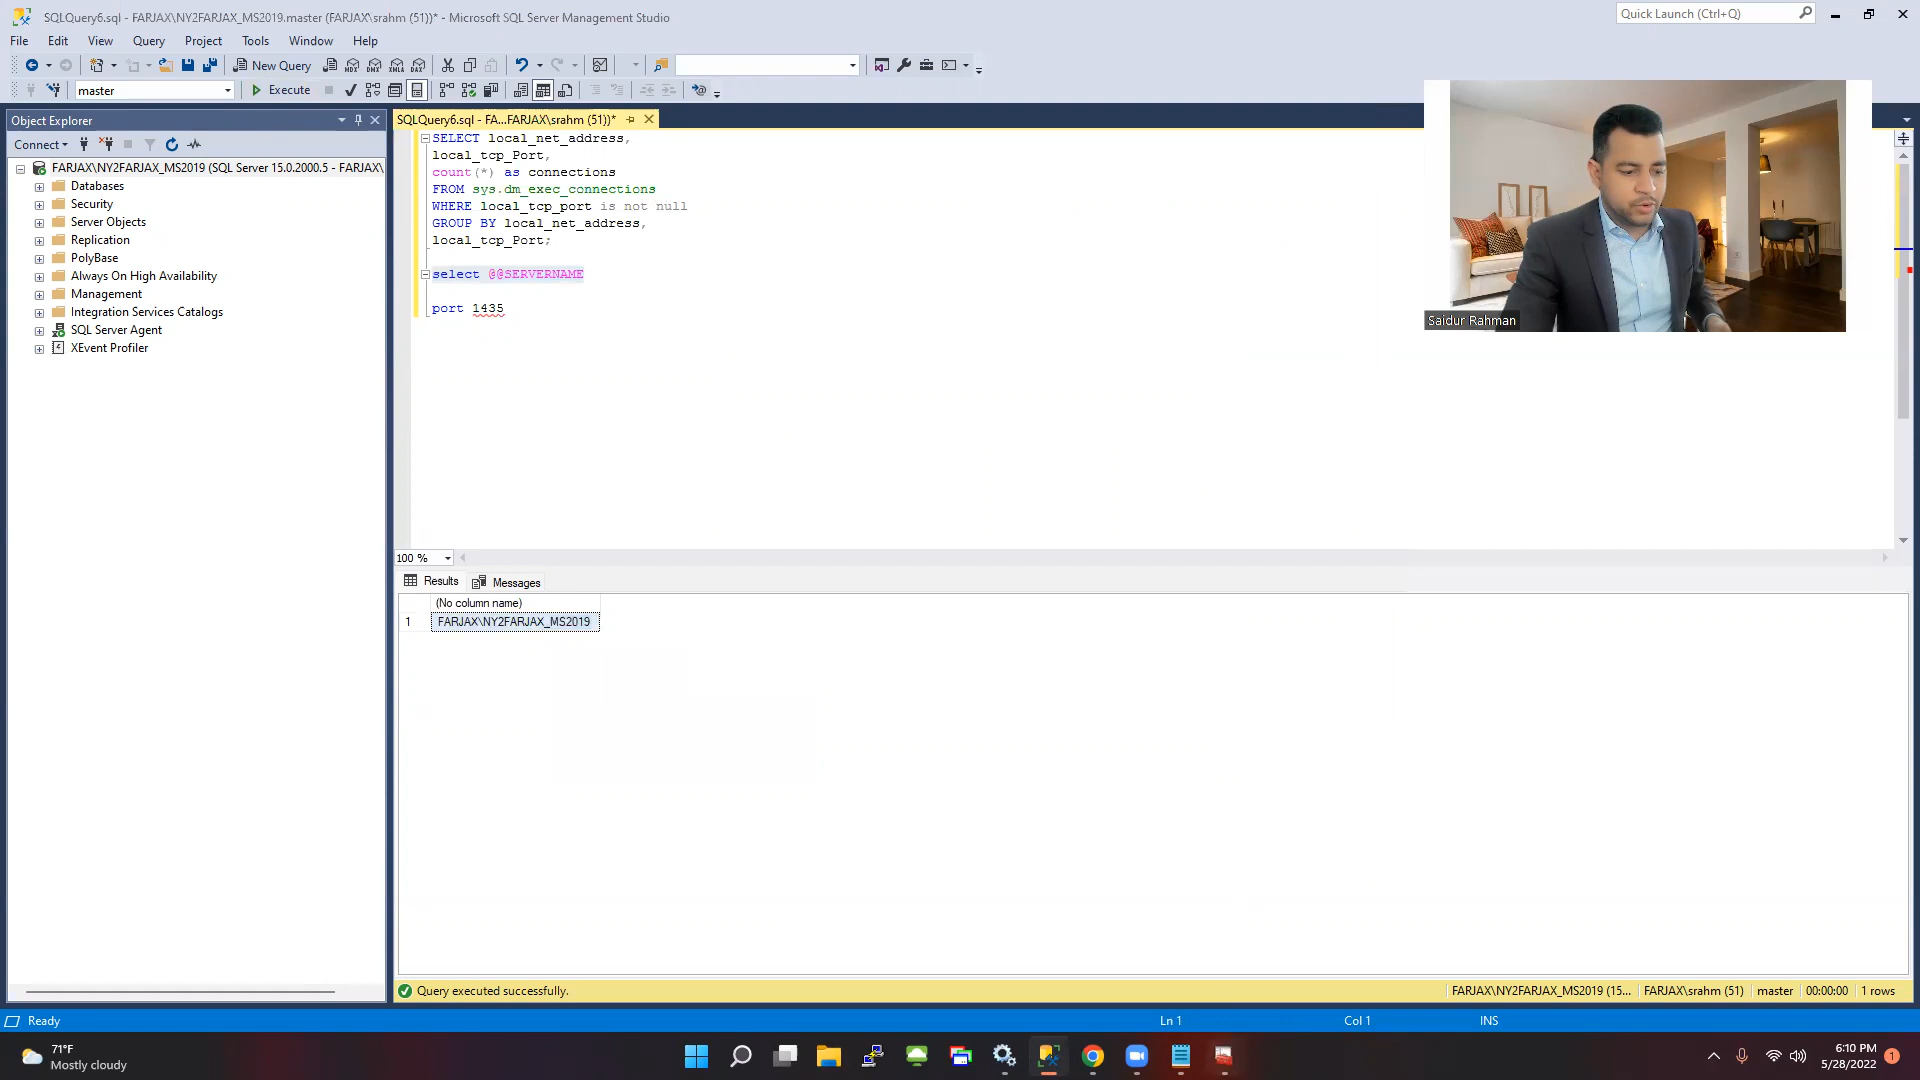 SQLQuery6.sql - FARJAX\NY2FARJAX_MS2019.master (FARJAX\srahm (51))* - Microsoft SQL Server Management Studio
Quick Launch (Ctrl+Q)
File Edit View Query Project Tools Window Help
New Query MDX DMX XMLA DAX
master Execute
Object Explorer
SQLQuery6.sql - FA...FARJAX\srahm (51))*
Connect
FARJAX\NY2FARJAX_MS2019 (SQL Server 15.0.2000.5 - FARJAX\
Databases
Security
Server Objects
Replication
PolyBase
Always On High Availability
Management
Integration Services Catalogs
SQL Server Agent
XEvent Profiler
SELECT local_net_address,
local_tcp_Port,
count(*) as connections
FROM sys.dm_exec_connections
WHERE local_tcp_port is not null
GROUP BY local_net_address,
local_tcp_Port;
select @@SERVERNAME
port 1435
Saidur Rahman
100 %
Results Messages
(No column name)
1 FARJAX\NY2FARJAX_MS2019
Query executed successfully.
FARJAX\NY2FARJAX_MS2019 (15... FARJAX\srahm (51) master 00:00:00 1 rows
Ready Ln 1 Col 1 INS
71°F
Mostly cloudy
6:10 PM
5/28/2022
1